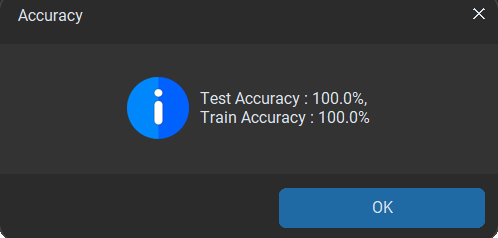 Accuracy
Test Accuracy : 100.0%,
Train Accuracy : 100.0%
OK